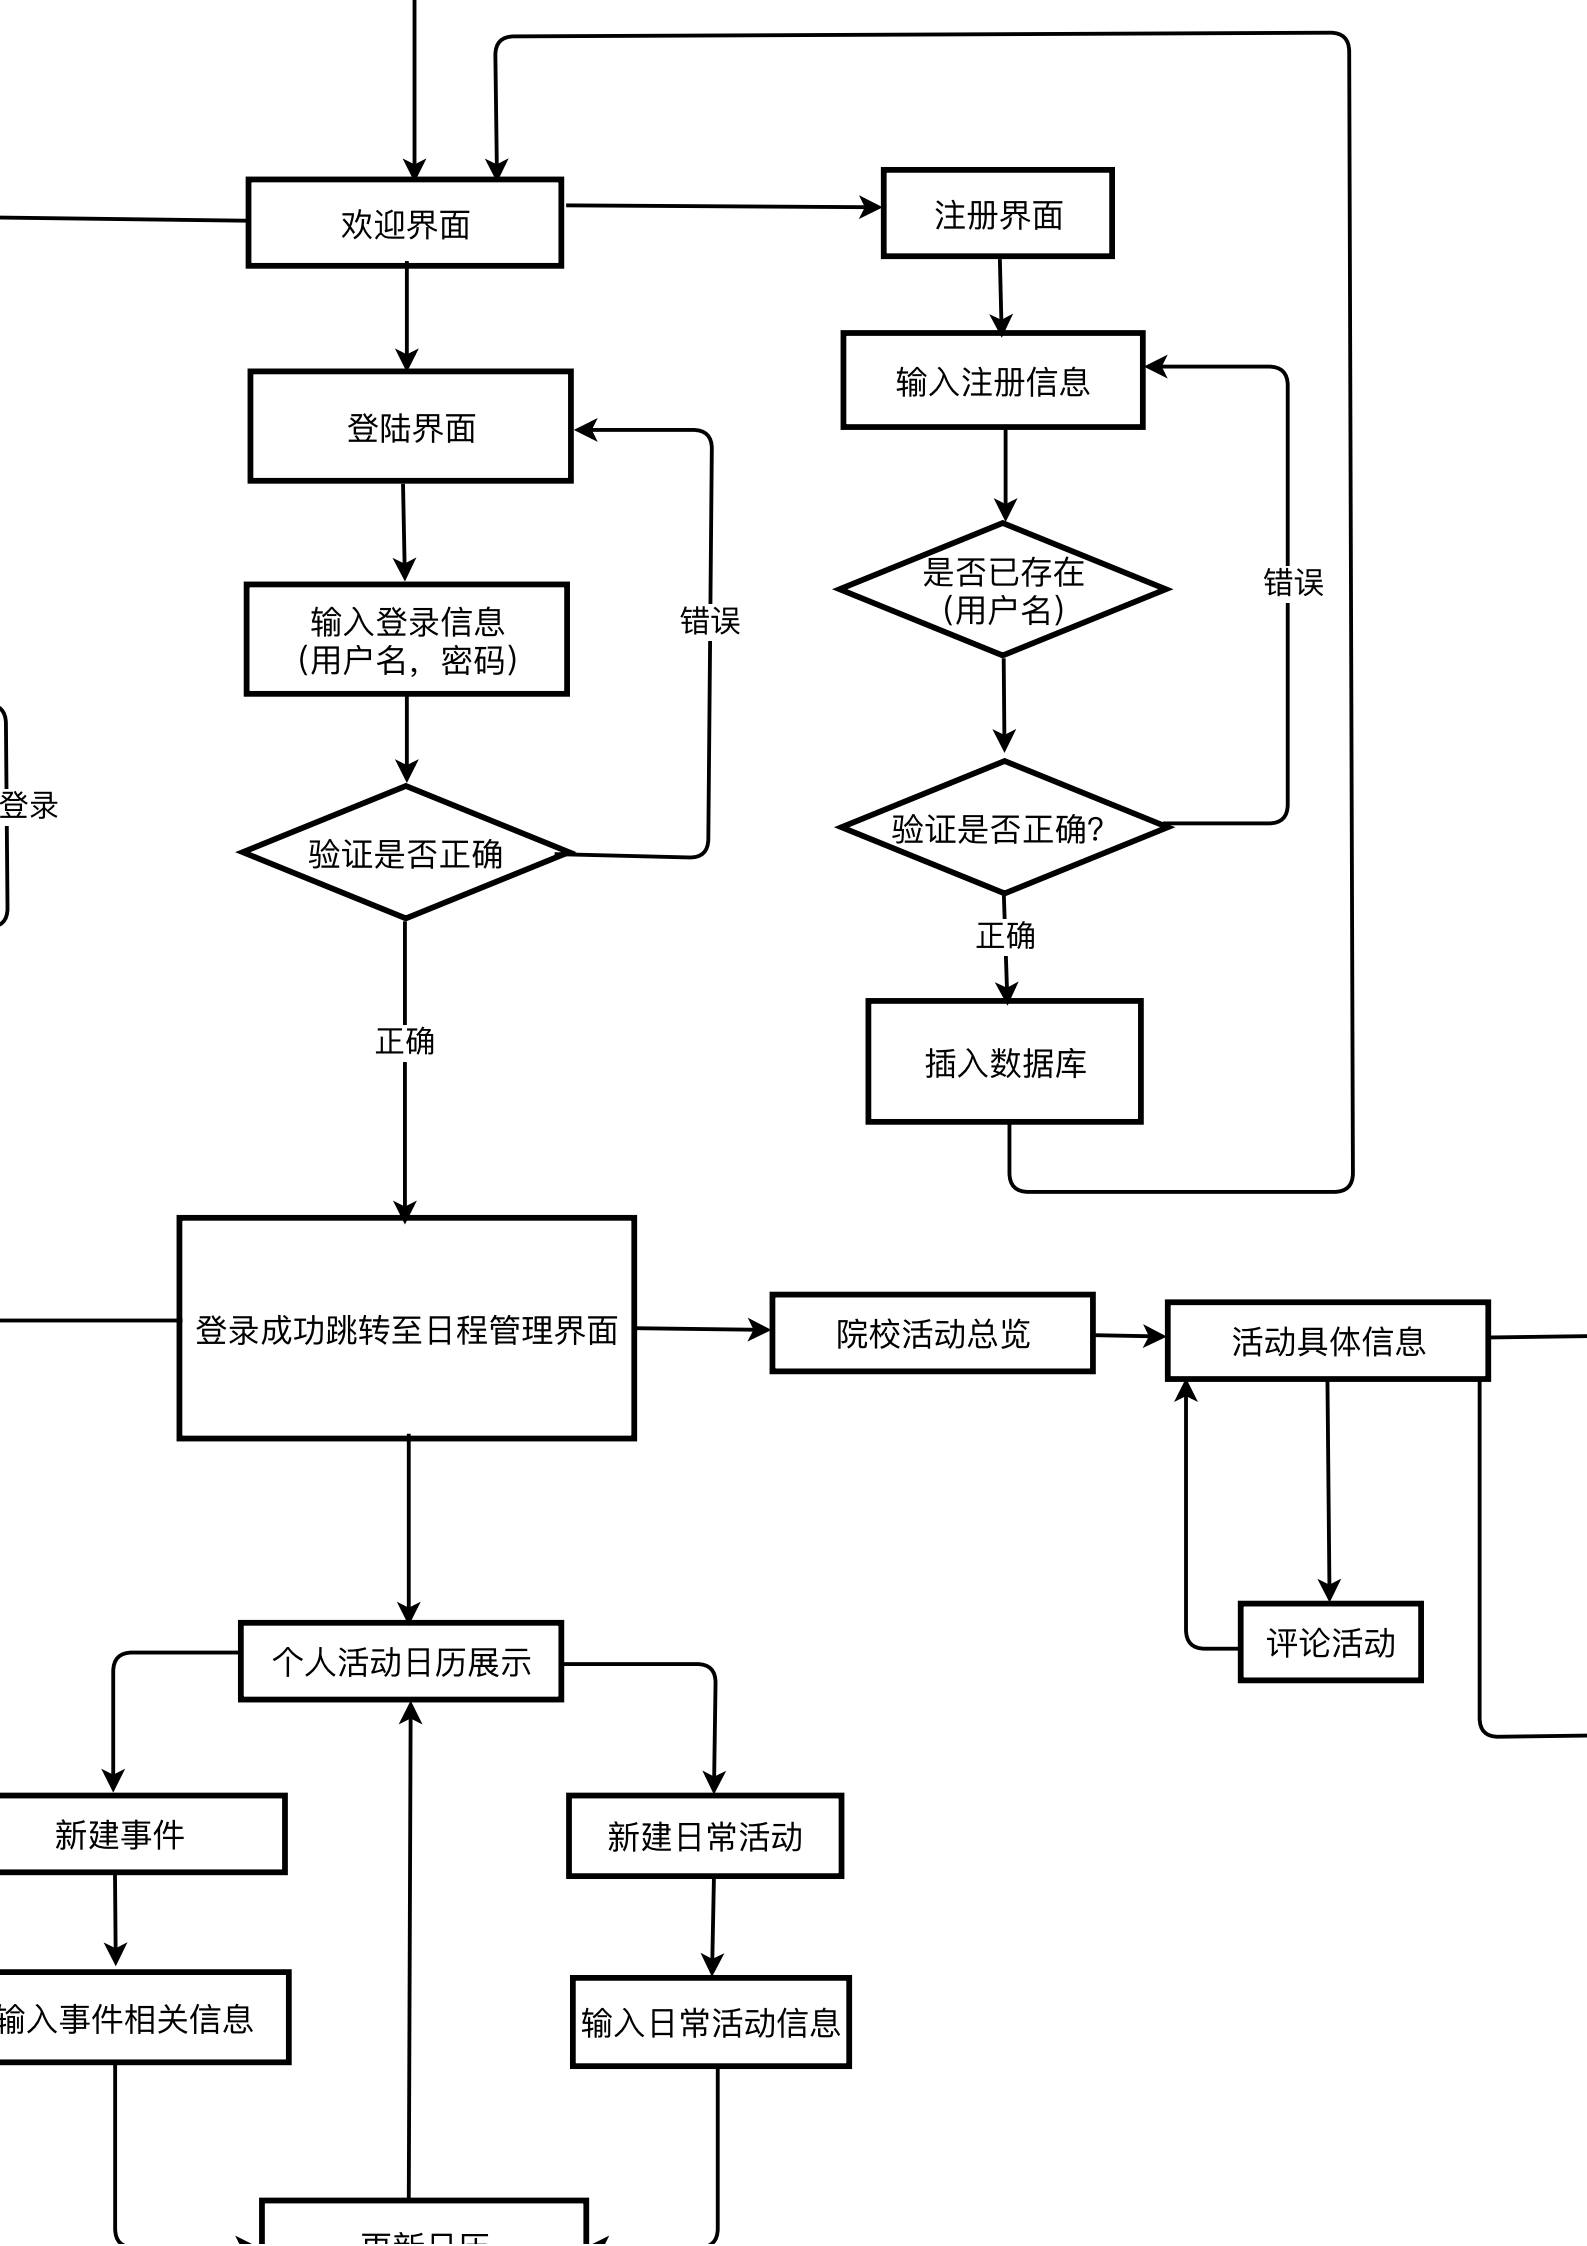 欢迎界面
注册界面
输入注册信息
登陆界面
是否已存在
（用户名）
错误
输入登录信息
（用户名，密码）
错误
登录
验证是否正确?
验证是否正确
正确
正确
插入数据库
登录成功跳转至日程管理界面
院校活动总览
活动具体信息
评论活动
个人活动日历展示
新建事件
新建日常活动
输入事件相关信息
输入日常活动信息
更新日历